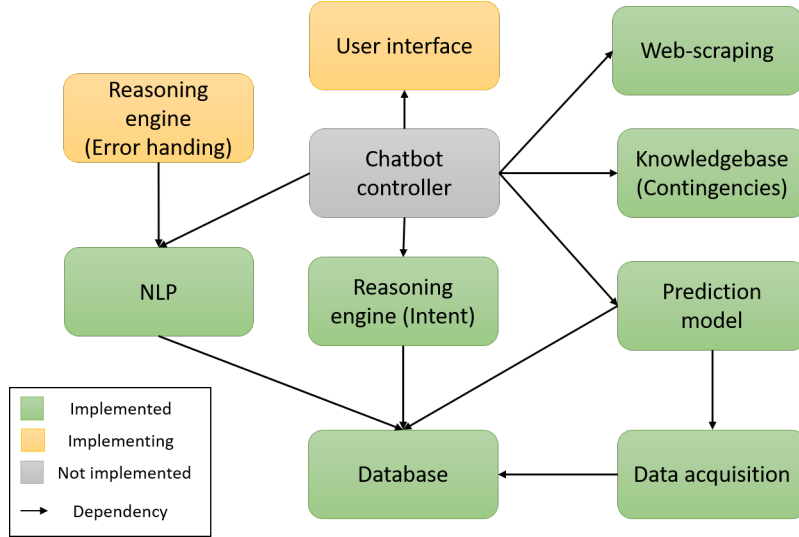 User interface
Web-scraping
Reasoning
engine
(Error handing)
Chatbot
controller
Knowledgebase
(Contingencies)
NLP
Reasoning
engine (Intent)
Prediction
model
Implemented
Implementing
Not implemented
Dependency
Database
Data acquisition